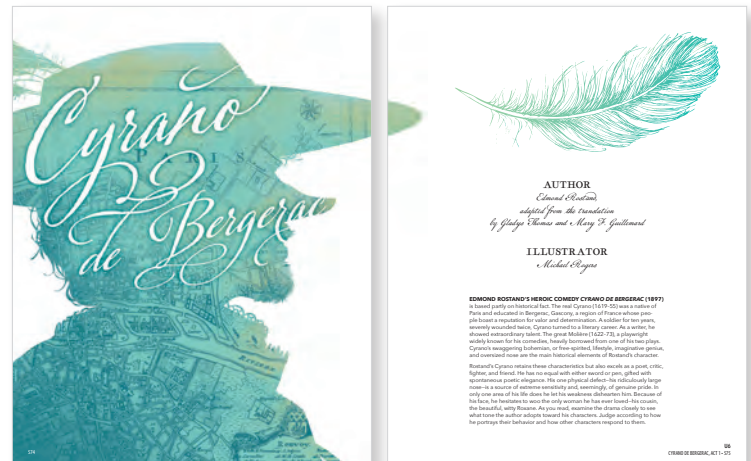 Cyrano
PARIS
de Bergerac
574
AUTHOR
Edmond Rostand,
adapted from the translation
by Gladys Thomas and Mary F. Guillemard
ILLUSTRATOR
Michael Rogers
EDMOND ROSTAND'S HEROIC COMEDY CYRANO DE BERGERAC (1897)
is based partly on historical fact. The real Cyrano (1619-55) was a native of
Paris and educated in Bergerac, Gascony, a region of France whose peo-
ple boast a reputation for valor and determination. A soldier for ten years,
severely wounded twice, Cyrano turned to a literary career. As a writer, he
showed extraordinary talent. The great Molière (1622–73), a playwright
widely known for his comedies, heavily borrowed from one of his two plays.
Cyrano's swaggering bohemian, or free-spirited, lifestyle, imaginative genius,
and oversized nose are the main historical elements of Rostand's character.
Rostand's Cyrano retains these characteristics but also excels as a poet, critic,
fighter, and friend. He has no equal with either sword or pen, gifted with
spontaneous poetic elegance. His one physical defect—his ridiculously large
nose—is a source of extreme sensitivity and, seemingly, of genuine pride. In
only one area of his life does he let his weakness dishearten him. Because of
his face, he hesitates to woo the only woman he has ever loved—his cousin,
the beautiful, witty Roxane. As you read, examine the drama closely to see
what tone the author adopts toward his characters. Judge according to how
he portrays their behavior and how other characters respond to them.
U6
CYRANO DE BERGERAC, ACT 1 • 575